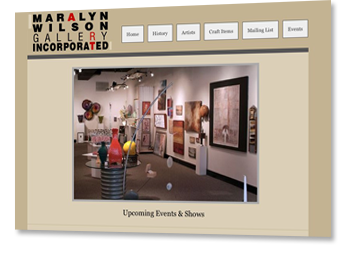 MARALYN
WILSON
GALLERY
INCORPORATED
Home History Artists Craft Items Mailing List Events
Upcoming Events & Shows